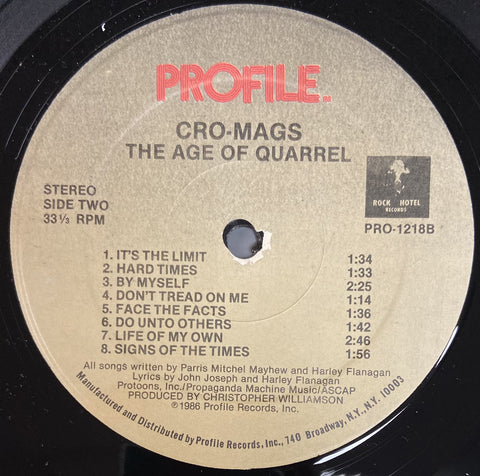 PROFILE
CRO-MAGS
THE AGE OF QUARREL
STEREO
SIDE TWO
33⅓ RPM
ROCK HOTEL
RECORDS
PRO-1218B
1. IT'S THE LIMIT 1:34
2. HARD TIMES 1:33
3. BY MYSELF 2:25
4. DON'T TREAD ON ME 1:14
5. FACE THE FACTS 1:36
6. DO UNTO OTHERS 1:42
7. LIFE OF MY OWN 2:46
8. SIGNS OF THE TIMES 1:56
All songs written by Parris Mitchel Mayhew and Harley Flanagan
Lyrics by John Joseph and Harley Flanagan
Protoons, Inc./Propaganda Machine Music/ASCAP
PRODUCED BY CHRISTOPHER WILLIAMSON
℗1986 Profile Records, Inc.
Manufactured and Distributed by Profile Records, Inc., 740 Broadway, N.Y., N.Y. 10003